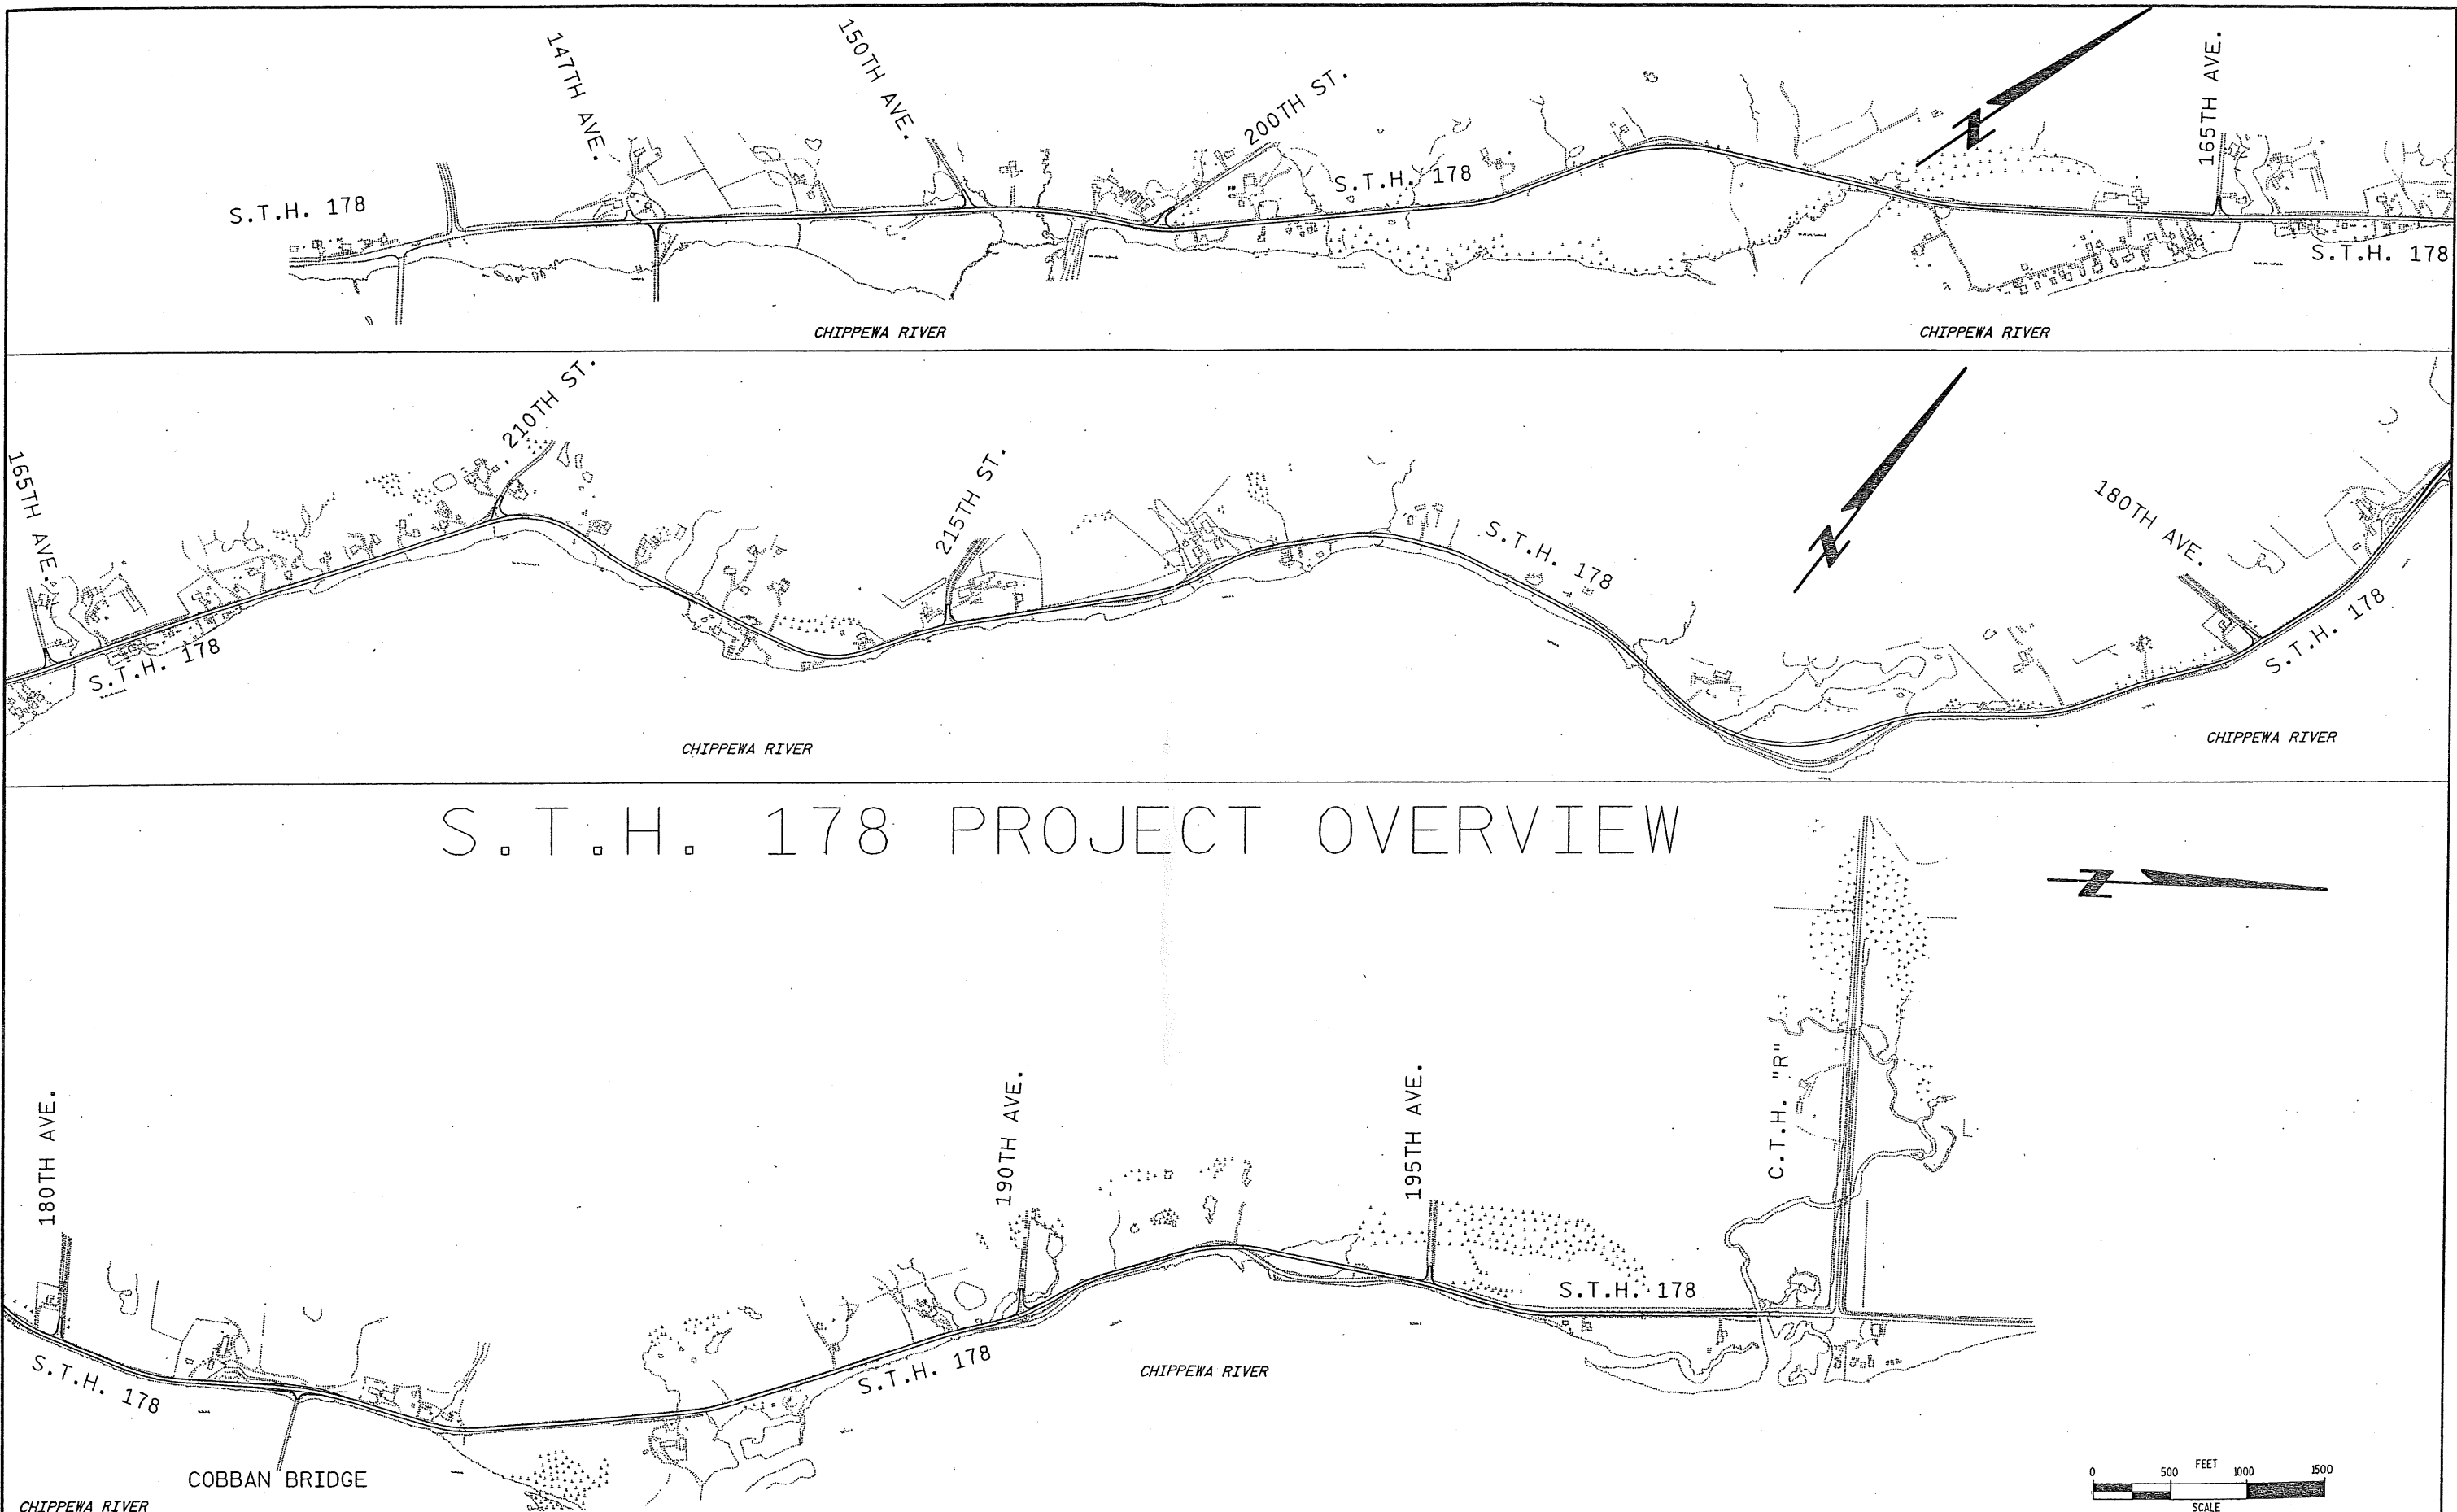 147TH AVE.
150TH AVE.
200TH ST.
165TH AVE.
S.T.H. 178
S.T.H. 178
S.T.H. 178
N
CHIPPEWA RIVER
CHIPPEWA RIVER
165TH AVE.
210TH ST.
215TH ST.
S.T.H. 178
180TH AVE.
N
S.T.H. 178
S.T.H. 178
CHIPPEWA RIVER
CHIPPEWA RIVER
S.T.H. 178 PROJECT OVERVIEW
N
180TH AVE.
190TH AVE.
195TH AVE.
C.T.H. "R"
S.T.H. 178
S.T.H. 178
S.T.H. 178
CHIPPEWA RIVER
COBBAN BRIDGE
CHIPPEWA RIVER
FEET
0 500 1000 1500
SCALE